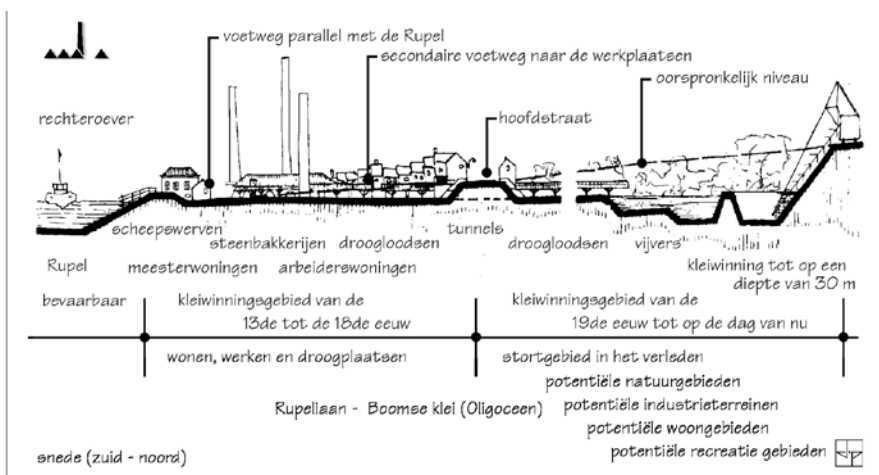 voetweg parallel met de Rupel
secondaire voetweg naar de werkplaatsen
oorspronkelijk niveau
rechteroever
hoofdstraat
scheepswerven
steenbakkerijen
droogloodsen
tunnels
droogloodsen
vijvers
Rupel
meesterwoningen
arbeiderswoningen
kleiwinning tot op een
diepte van 30 m
bevaarbaar
kleiwinningsgebied van de
13de tot de 18de eeuw
kleiwinningsgebied van de
19de eeuw tot op de dag van nu
wonen, werken en droogplaatsen
stortgebied in het verleden
potentiële natuurgebieden
Rupeliaan - Boomse klei (Oligoceen)
potentiële industrieterreinen
potentiële woongebieden
potentiële recreatie gebieden
snede (zuid - noord)